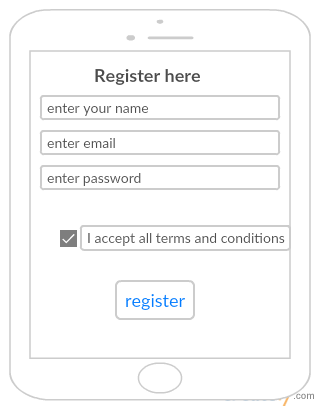 Register here
enter your name
enter email
enter password
I accept all terms and conditions
register
.com